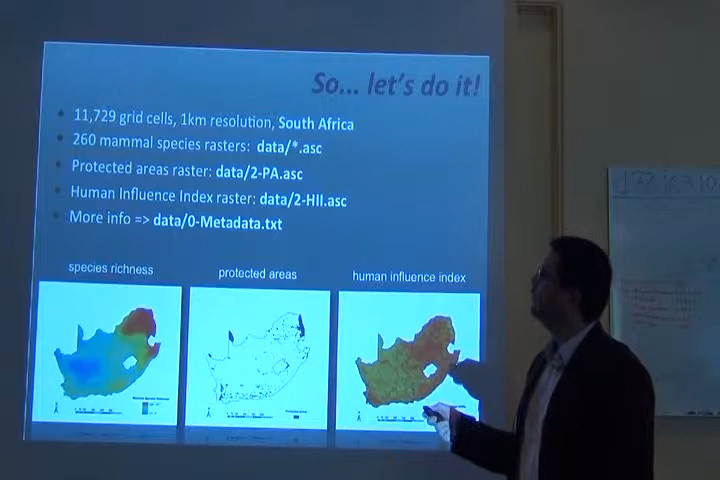 So... let's do it!
• 11,729 grid cells, 1km resolution, South Africa
• 260 mammal species rasters: data/*.asc
• Protected areas raster: data/2-PA.asc
• Human Influence Index raster: data/2-HII.asc
• More info => data/0-Metadata.txt
species richness
protected areas
human influence index